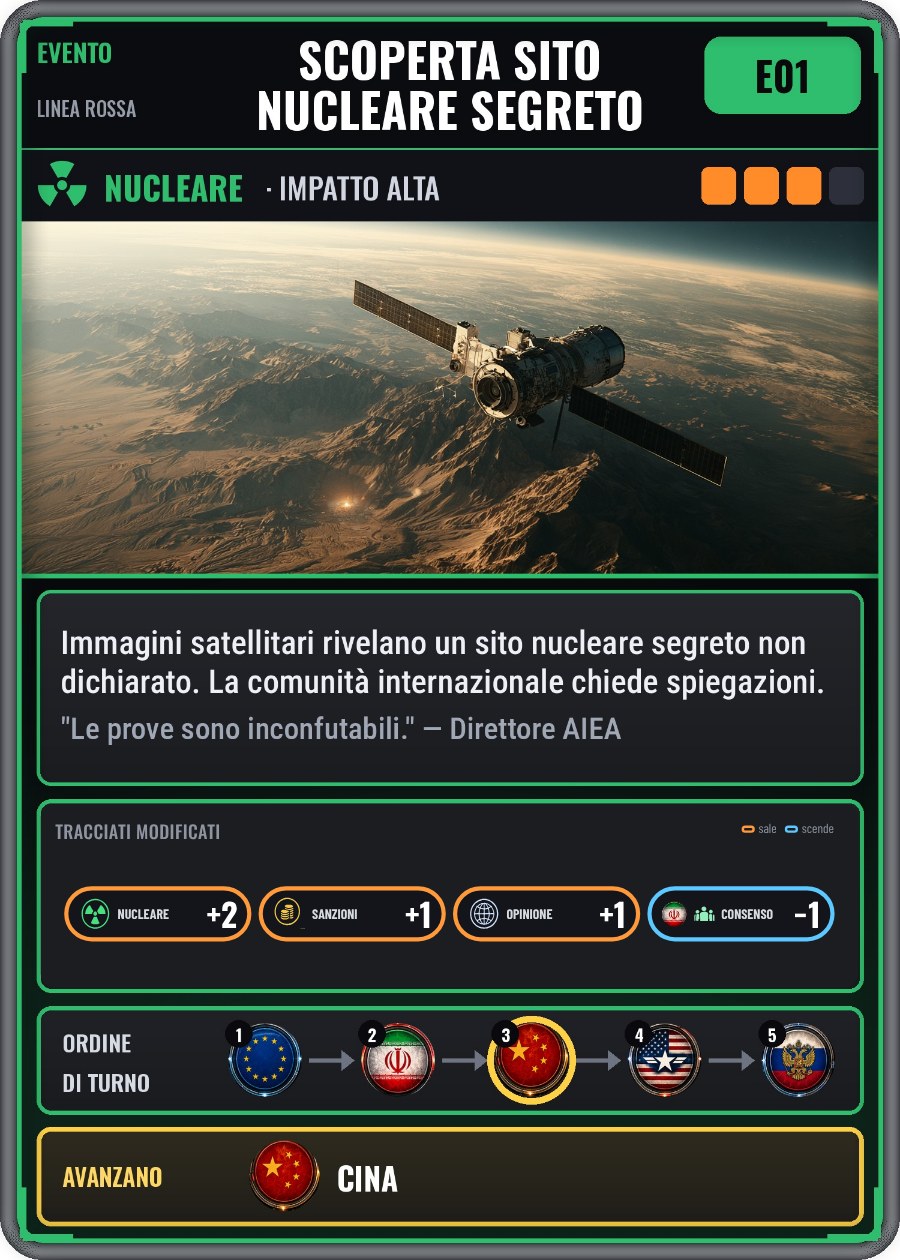 EVENTO
LINEA ROSSA
SCOPERTA SITO
NUCLEARE SEGRETO
E01
NUCLEARE · IMPATTO ALTA
Immagini satellitari rivelano un sito nucleare segreto non
dichiarato. La comunità internazionale chiede spiegazioni.
"Le prove sono inconfutabili." — Direttore AIEA
TRACCIATI MODIFICATI
sale scende
NUCLEARE +2 SANZIONI +1 OPINIONE +1 CONSENSO -1
ORDINE
DI TURNO
1 2 3 4 5
AVANZANO CINA